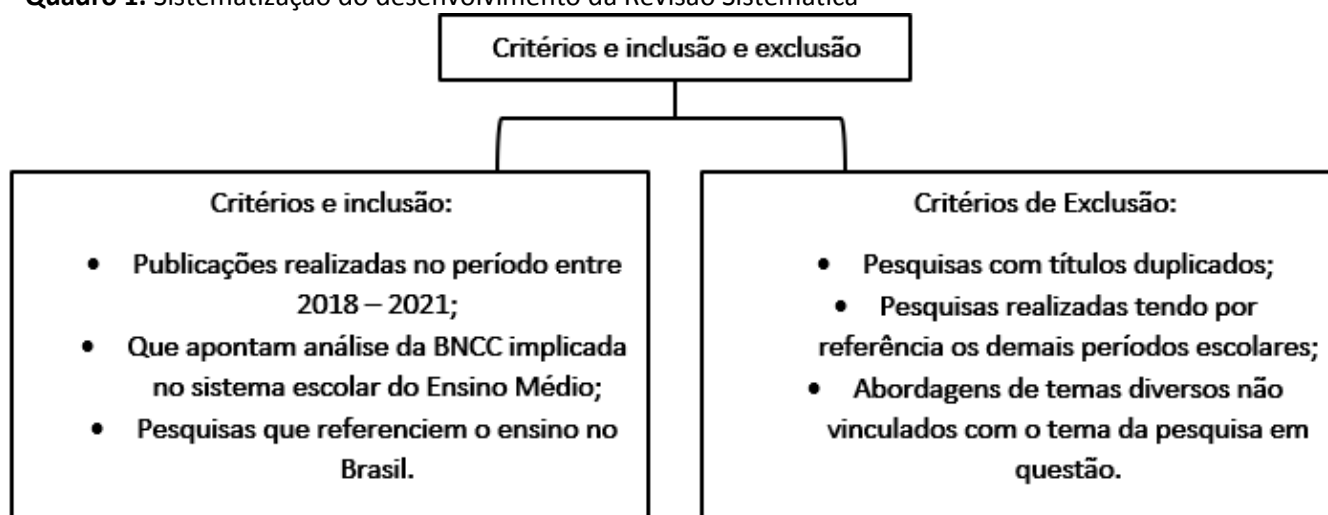 Quadro 1: Sistematização do desenvolvimento da Revisão Sistemática
Critérios e inclusão e exclusão
Critérios e inclusão:
• Publicações realizadas no período entre
2018 – 2021;
• Que apontam análise da BNCC implicada
no sistema escolar do Ensino Médio;
• Pesquisas que referenciem o ensino no
Brasil.
Critérios de Exclusão:
• Pesquisas com títulos duplicados;
• Pesquisas realizadas tendo por
referência os demais períodos escolares;
• Abordagens de temas diversos não
vinculados com o tema da pesquisa em
questão.